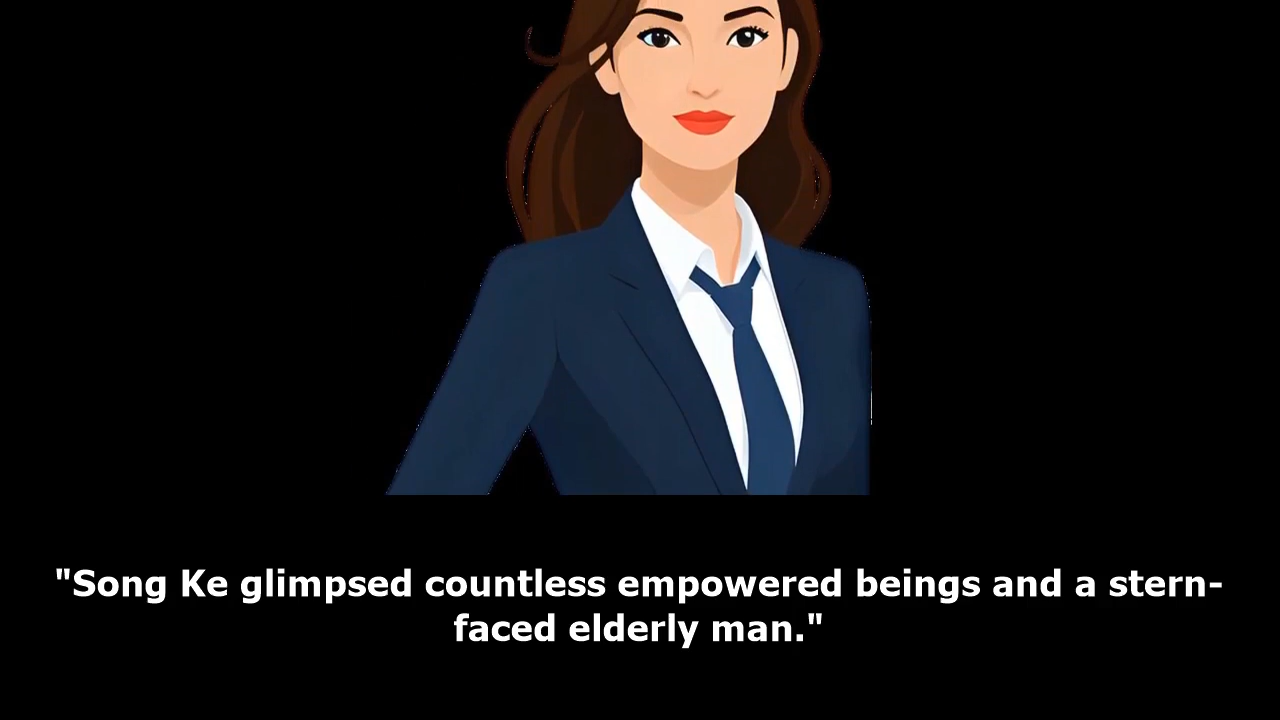 "Song Ke glimpsed countless empowered beings and a stern-
faced elderly man."